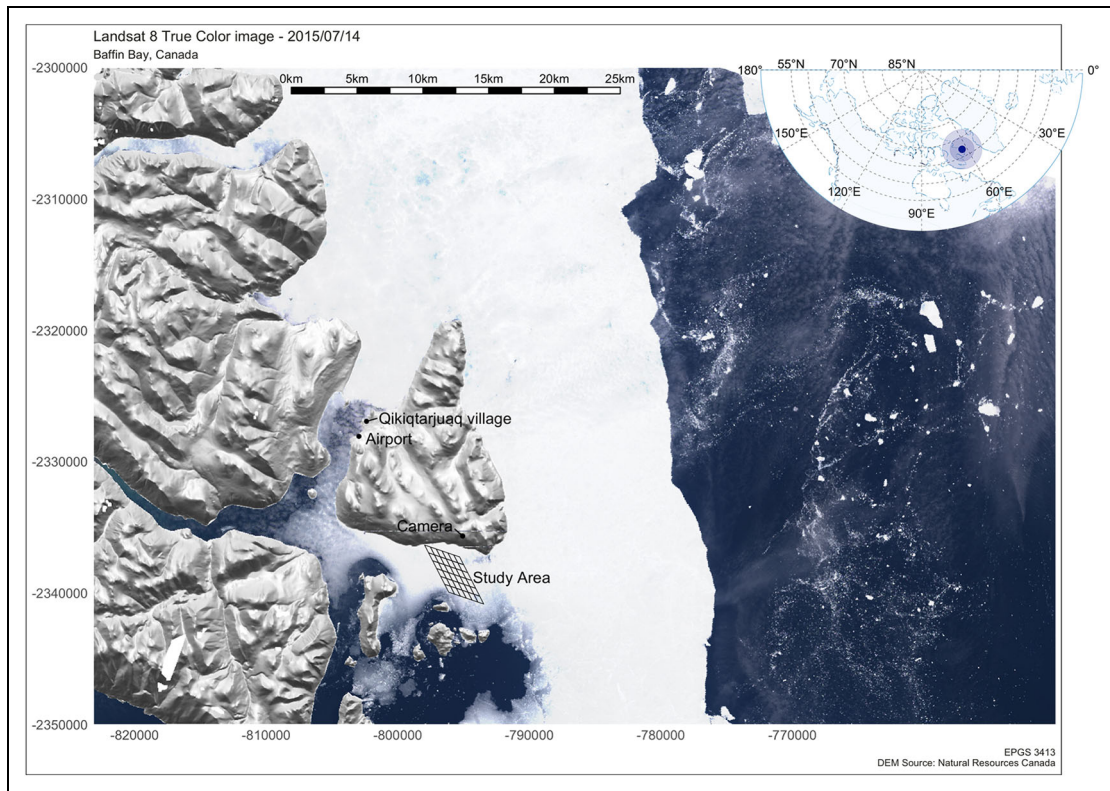 Landsat 8 True Color image - 2015/07/14
Baffin Bay, Canada
0km 5km 10km 15km 20km 25km
180° 55°N 70°N 85°N 0°
150°E 30°E
120°E 60°E
90°E
-2300000
-2310000
-2320000
-2330000
-2340000
-2350000
Qikiqtarjuaq village
Airport
Camera
Study Area
-820000 -810000 -800000 -790000 -780000 -770000
EPGS 3413
DEM Source: Natural Resources Canada